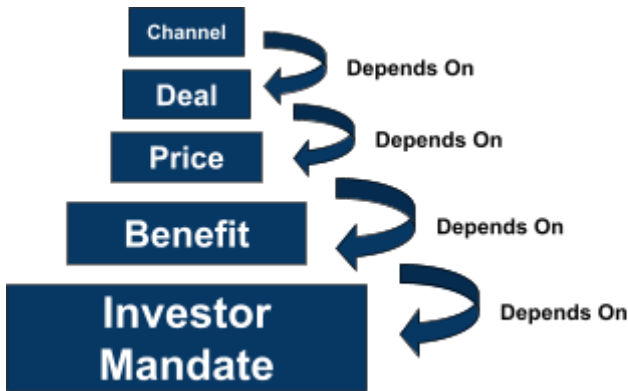 Channel
Depends On
Deal
Depends On
Price
Benefit
Depends On
Investor
Mandate
Depends On